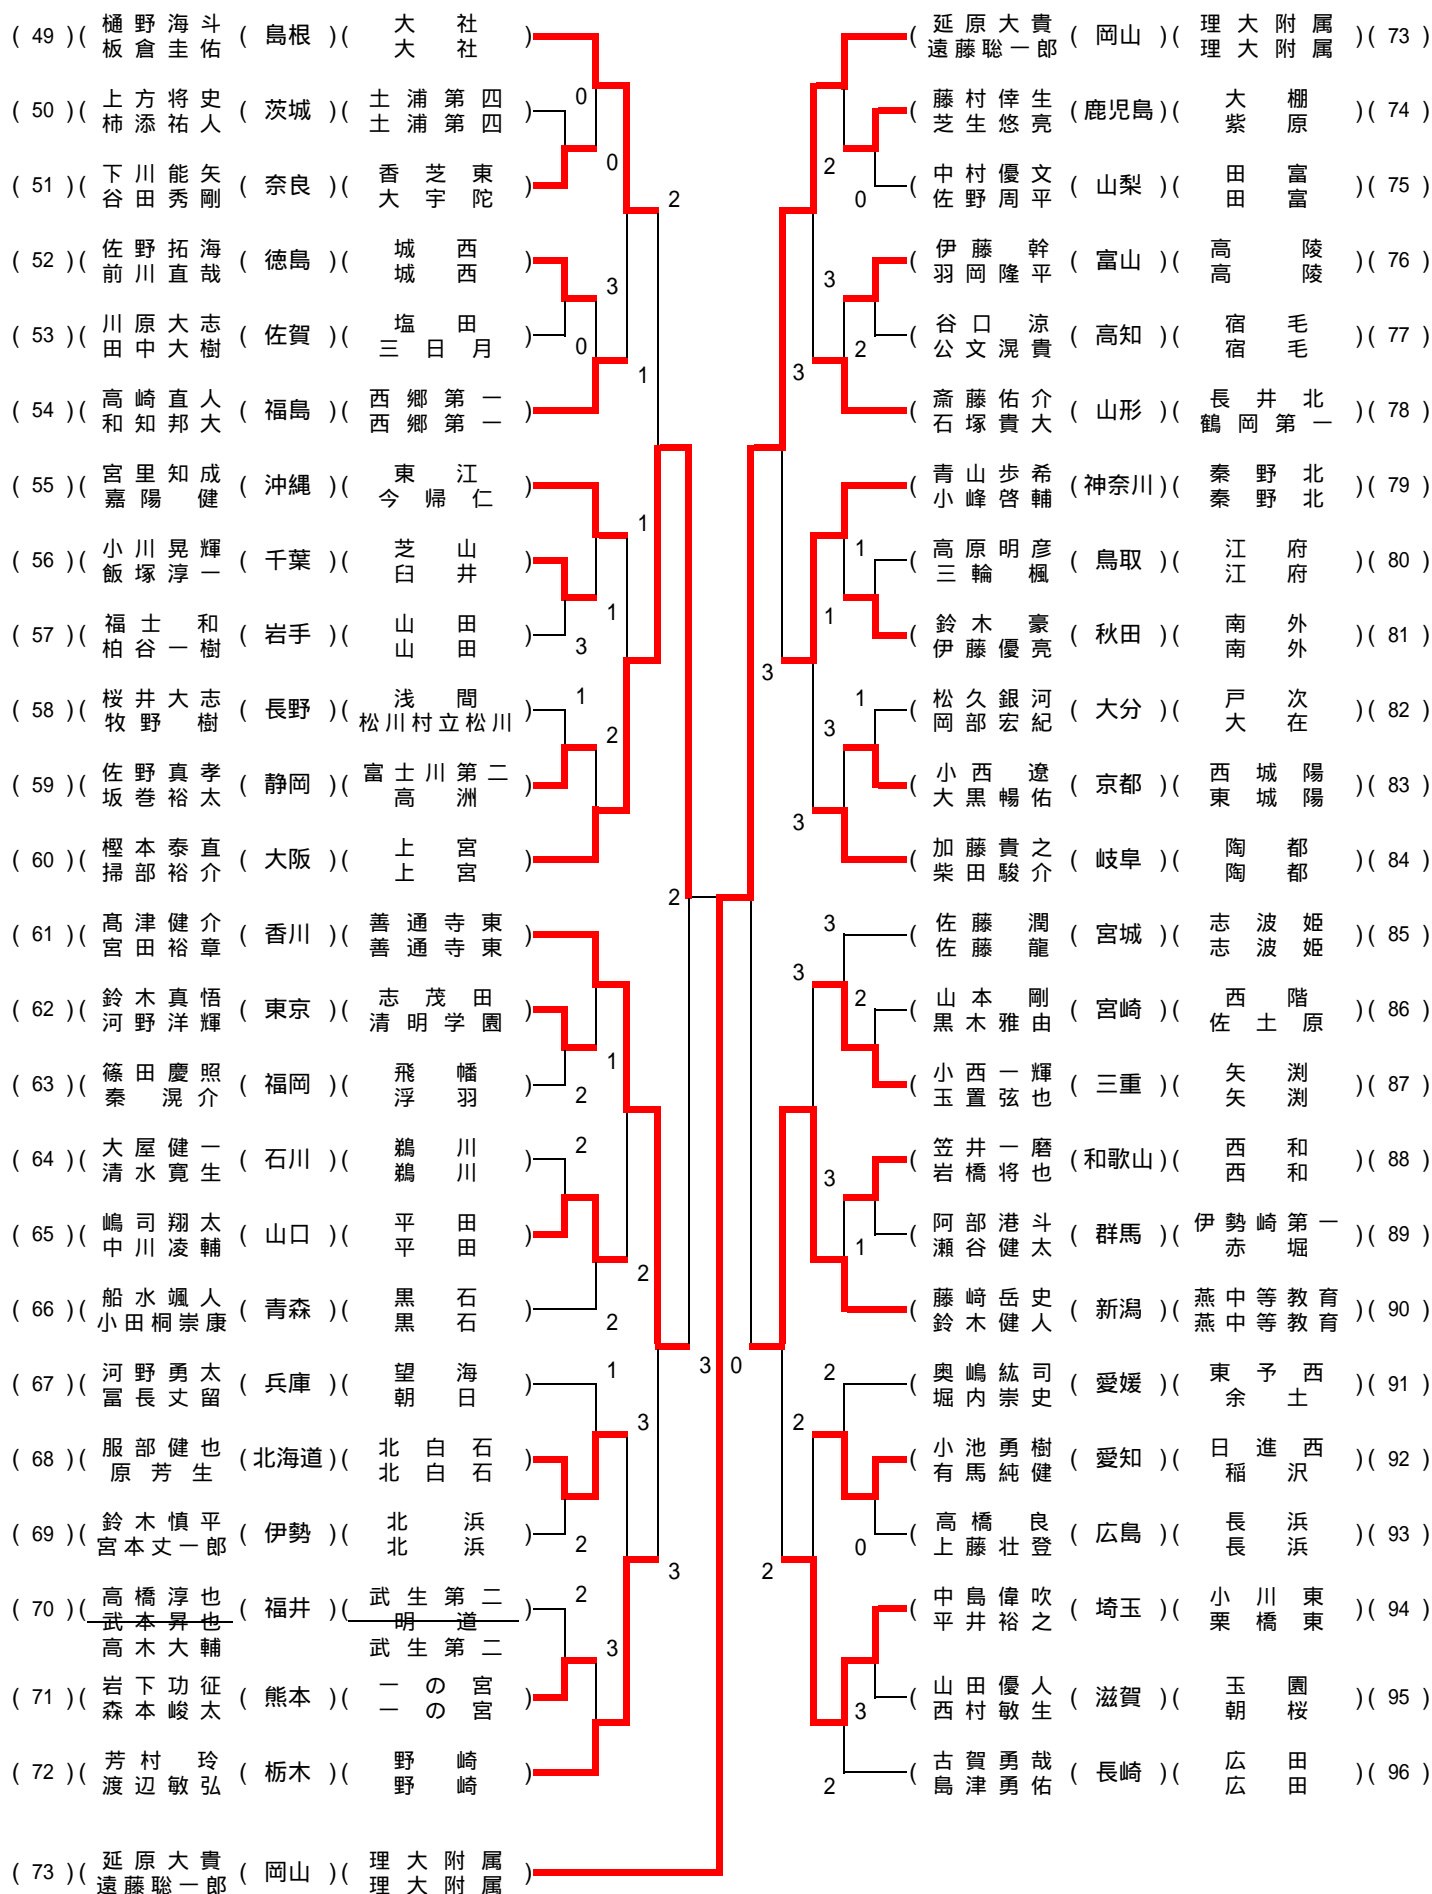 ( 49 )( 樋野海斗 ( 島根 )( 大社 )
板倉圭佑 大社
( 50 )( 上方将史 ( 茨城 )( 土浦第四 )
柿添祐人 土浦第四
( 51 )( 下川能矢 ( 奈良 )( 香芝東 )
谷田秀剛 大宇陀
( 52 )( 佐野拓海 ( 徳島 )( 城西 )
前川直哉 城西
( 53 )( 川原大志 ( 佐賀 )( 塩田 )
田中大樹 三日月
( 54 )( 高崎直人 ( 福島 )( 西郷第一 )
和知邦大 西郷第一
( 55 )( 宮里知成 ( 沖縄 )( 東江 )
嘉陽健 今帰仁
( 56 )( 小川晃輝 ( 千葉 )( 芝山 )
飯塚淳一 臼井
( 57 )( 福士和 ( 岩手 )( 山田 )
柏谷一樹 山田
( 58 )( 桜井大志 ( 長野 )( 浅間 )
牧野樹 松川村立松川
( 59 )( 佐野真孝 ( 静岡 )( 富士川第二 )
坂巻裕太 高洲
( 60 )( 樫本泰直 ( 大阪 )( 上宮 )
掃部裕介 上宮
( 61 )( 髙津健介 ( 香川 )( 善通寺東 )
宮田裕章 善通寺東
( 62 )( 鈴木真悟 ( 東京 )( 志茂田 )
河野洋輝 清明学園
( 63 )( 篠田慶照 ( 福岡 )( 飛幡 )
秦滉介 浮羽
( 64 )( 大屋健一 ( 石川 )( 鵜川 )
清水寛生 鵜川
( 65 )( 嶋司翔太 ( 山口 )( 平田 )
中川凌輔 平田
( 66 )( 船水颯人 ( 青森 )( 黒石 )
小田桐崇康 黒石
( 67 )( 河野勇太 ( 兵庫 )( 望海 )
冨長丈留 朝日
( 68 )( 服部健也 ( 北海道 )( 北白石 )
原芳生 北白石
( 69 )( 鈴木慎平 ( 伊勢 )( 北浜 )
宮本丈一郎 北浜
( 70 )( 高橋淳也 ( 福井 )( 武生第二 )
武本昇也 明道
高木大輔 武生第二
( 71 )( 岩下功征 ( 熊本 )( 一の宮 )
森本峻太 一の宮
( 72 )( 芳村玲 ( 栃木 )( 野崎 )
渡辺敏弘 野崎
( 73 )( 延原大貴 ( 岡山 )( 理大附属 )
遠藤聡一郎 理大附属
0
0
2
3
0
1
1
1
3
1
2
2
1
2
2
2
2
3
1
3
2
3
2
3
( 延原大貴 ( 岡山 )( 理大附属 )( 73 )
遠藤聡一郎 理大附属
( 藤村倖生 ( 鹿児島 )( 大棚 )( 74 )
芝生悠亮 紫原
( 中村優文 ( 山梨 )( 田富 )( 75 )
佐野周平 田富
( 伊藤幹 ( 富山 )( 高陵 )( 76 )
羽岡隆平 高陵
( 谷口涼 ( 高知 )( 宿毛 )( 77 )
公文滉貴 宿毛
( 斎藤佑介 ( 山形 )( 長井北 )( 78 )
石塚貴大 鶴岡第一
( 青山歩希 ( 神奈川 )( 秦野北 )( 79 )
小峰啓輔 秦野北
( 高原明彦 ( 鳥取 )( 江府 )( 80 )
三輪楓 江府
( 鈴木豪 ( 秋田 )( 南外 )( 81 )
伊藤優亮 南外
( 松久銀河 ( 大分 )( 戸次 )( 82 )
岡部宏紀 大在
( 小西遼 ( 京都 )( 西城陽 )( 83 )
大黒暢佑 東城陽
( 加藤貴之 ( 岐阜 )( 陶都 )( 84 )
柴田駿介 陶都
( 佐藤潤 ( 宮城 )( 志波姫 )( 85 )
佐藤龍 志波姫
( 山本剛 ( 宮崎 )( 西階 )( 86 )
黒木雅由 佐土原
( 小西一輝 ( 三重 )( 矢渕 )( 87 )
玉置弦也 矢渕
( 笠井一磨 ( 和歌山 )( 西和 )( 88 )
岩橋将也 西和
( 阿部港斗 ( 群馬 )( 伊勢崎第一 )( 89 )
瀬谷健太 赤堀
( 藤﨑岳史 ( 新潟 )( 燕中等教育 )( 90 )
鈴木健人 燕中等教育
( 奥嶋紘司 ( 愛媛 )( 東予西 )( 91 )
堀内崇史 余土
( 小池勇樹 ( 愛知 )( 日進西 )( 92 )
有馬純健 稲沢
( 高橋良 ( 広島 )( 長浜 )( 93 )
上藤壮登 長浜
( 中島偉吹 ( 埼玉 )( 小川東 )( 94 )
平井裕之 栗橋東
( 山田優人 ( 滋賀 )( 玉園 )( 95 )
西村敏生 朝桜
( 古賀勇哉 ( 長崎 )( 広田 )( 96 )
島津勇佑 広田
2
0
3
2
3
1
1
3
1
3
3
3
3
2
3
1
0
2
2
0
2
3
2